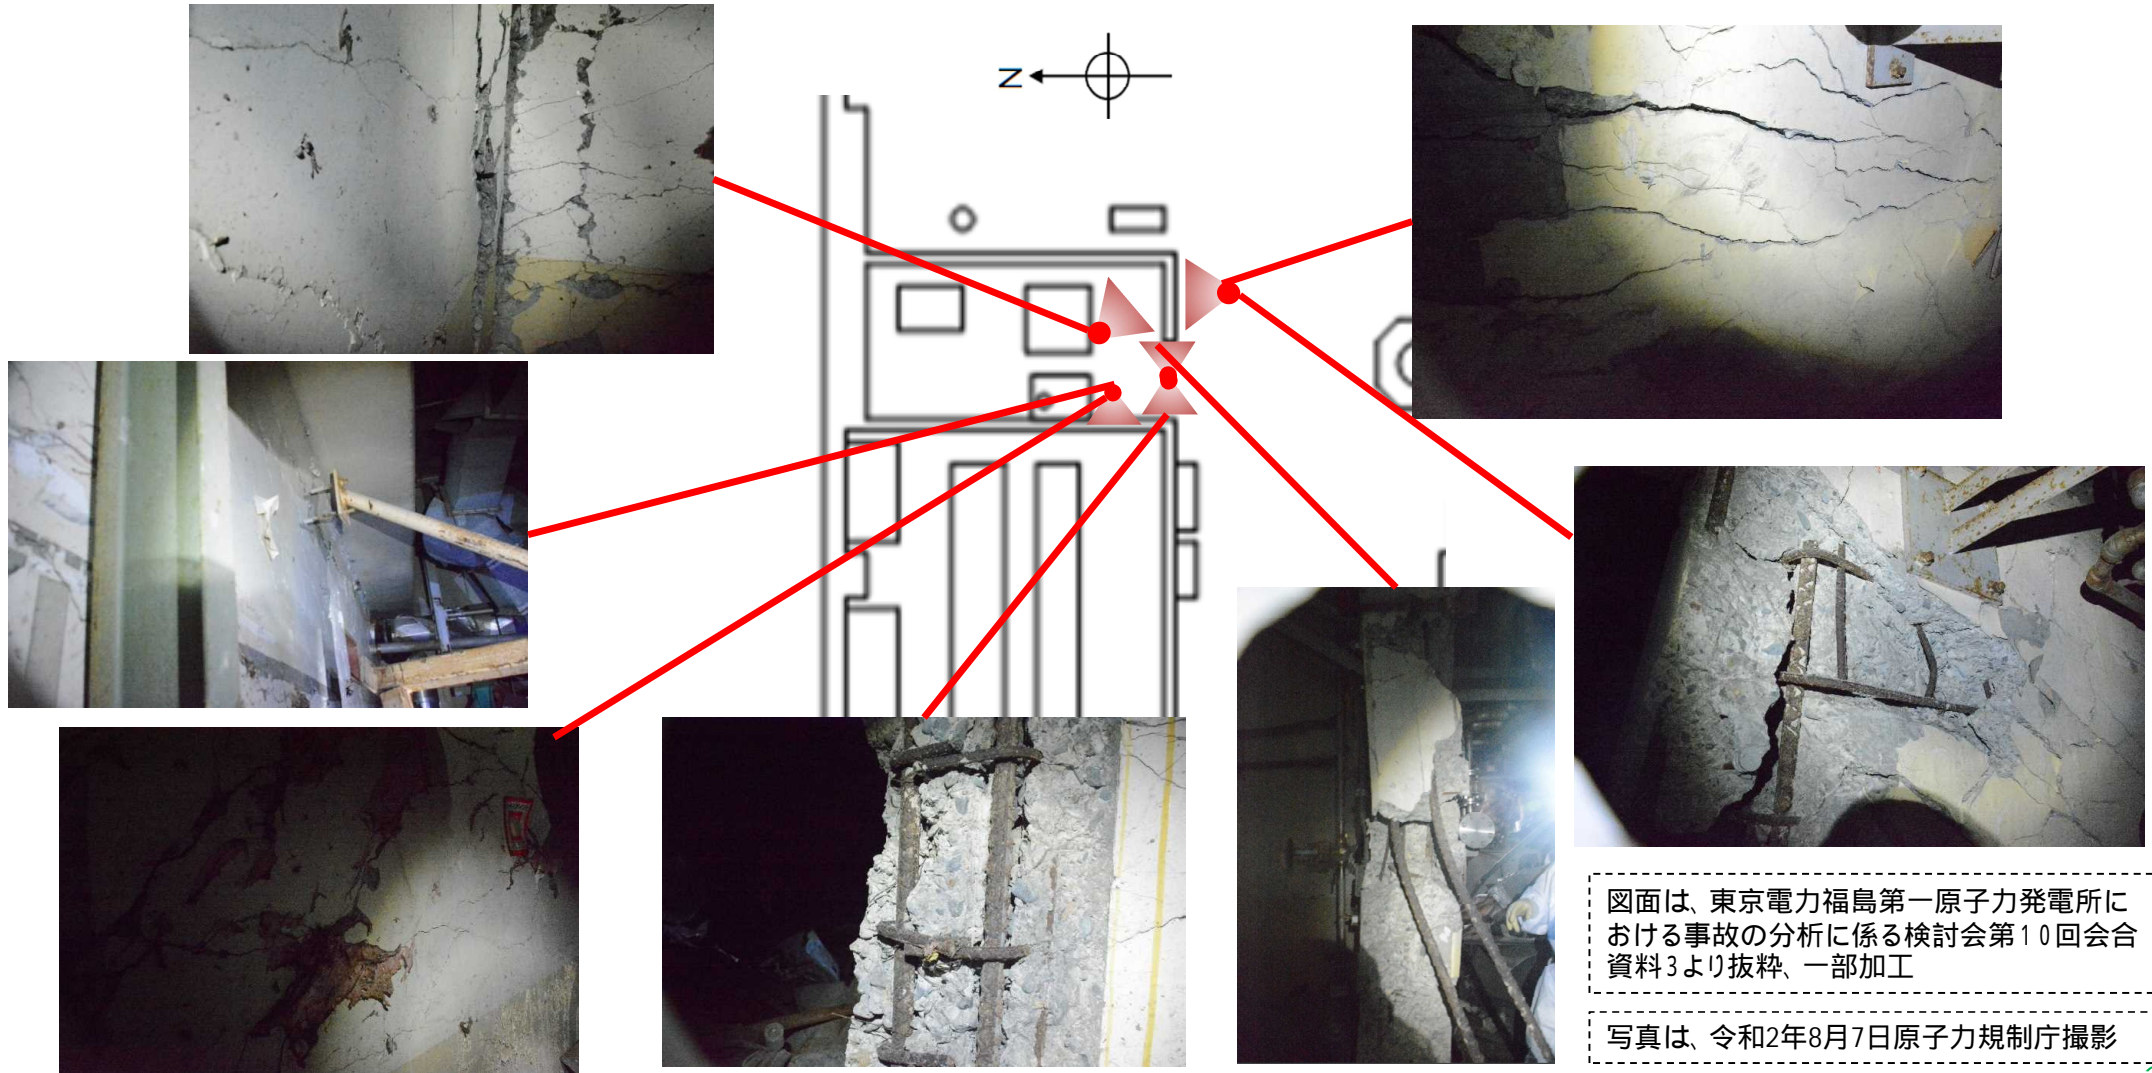 N
図面は、東京電力福島第一原子力発電所に
おける事故の分析に係る検討会第10回会合
資料3より抜粋、一部加工
写真は、令和2年8月7日原子力規制庁撮影